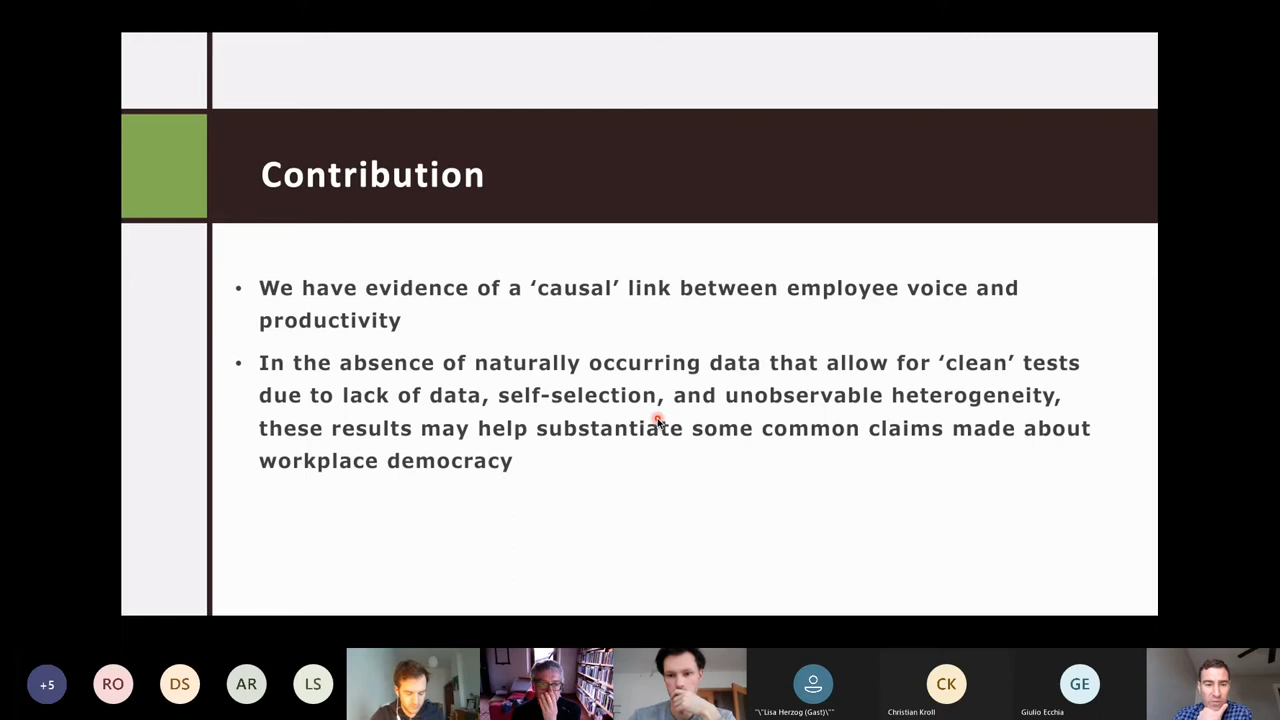 Contribution
• We have evidence of a ‘causal’ link between employee voice and
productivity
• In the absence of naturally occurring data that allow for ‘clean’ tests
due to lack of data, self-selection, and unobservable heterogeneity,
these results may help substantiate some common claims made about
workplace democracy
+5
RO
DS
AR
LS
"\"Lisa Herzog (Gast)\""
CK
Christian Kroll
GE
Giulio Ecchia